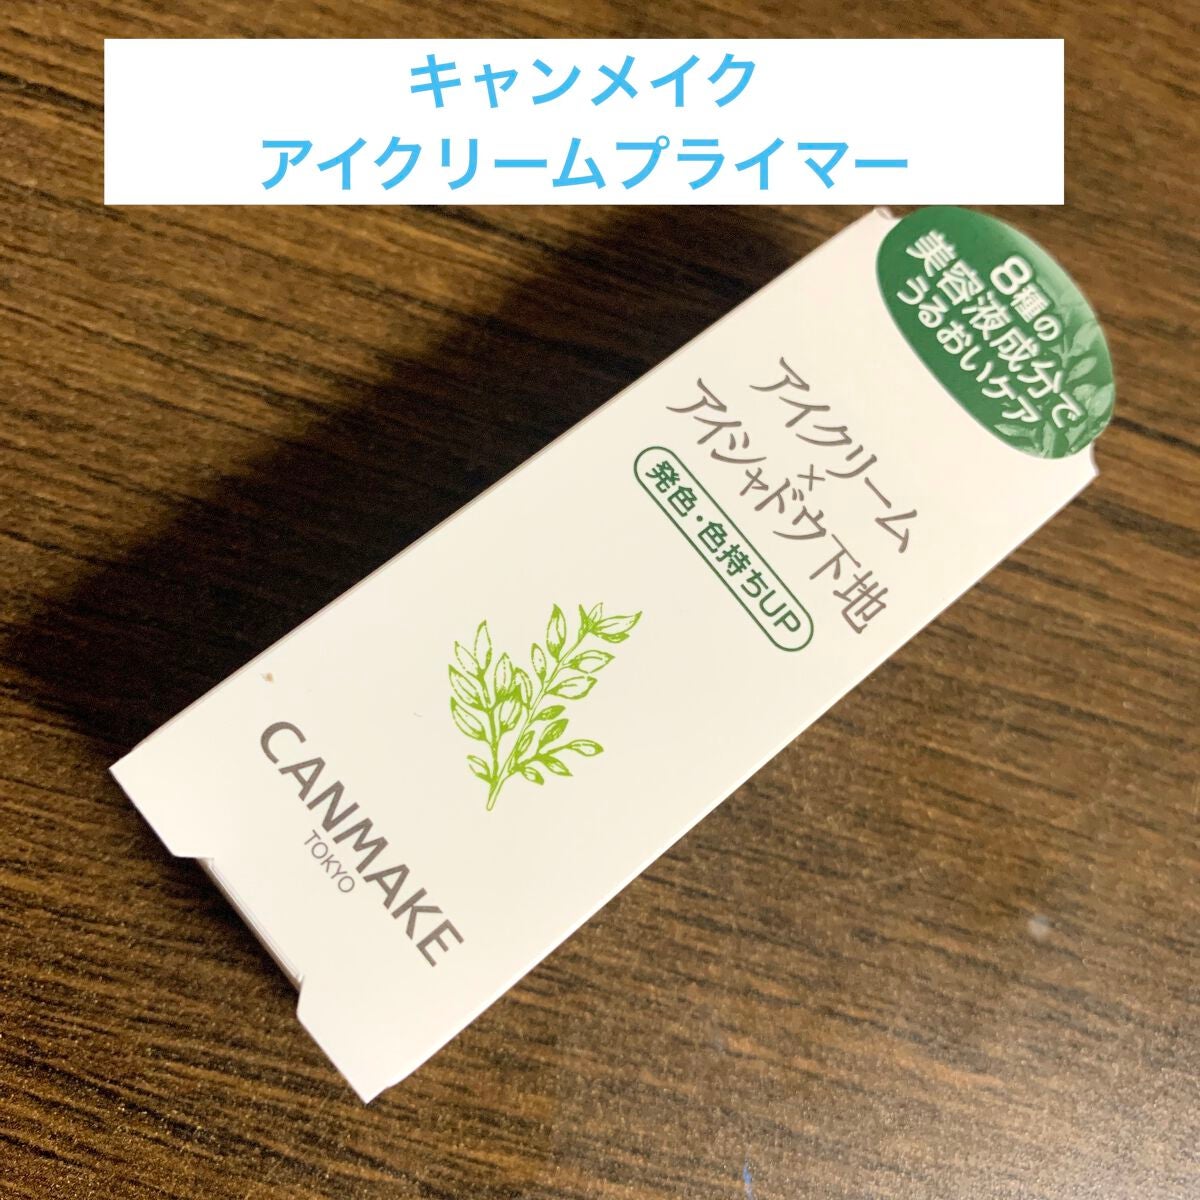 キャンメイク
アイクリームプライマー
8種の
美容液成分で
うるおいケア
アイクリーム
×
アイシャドウ下地
発色・色持ちUP
CANMAKE
TOKYO